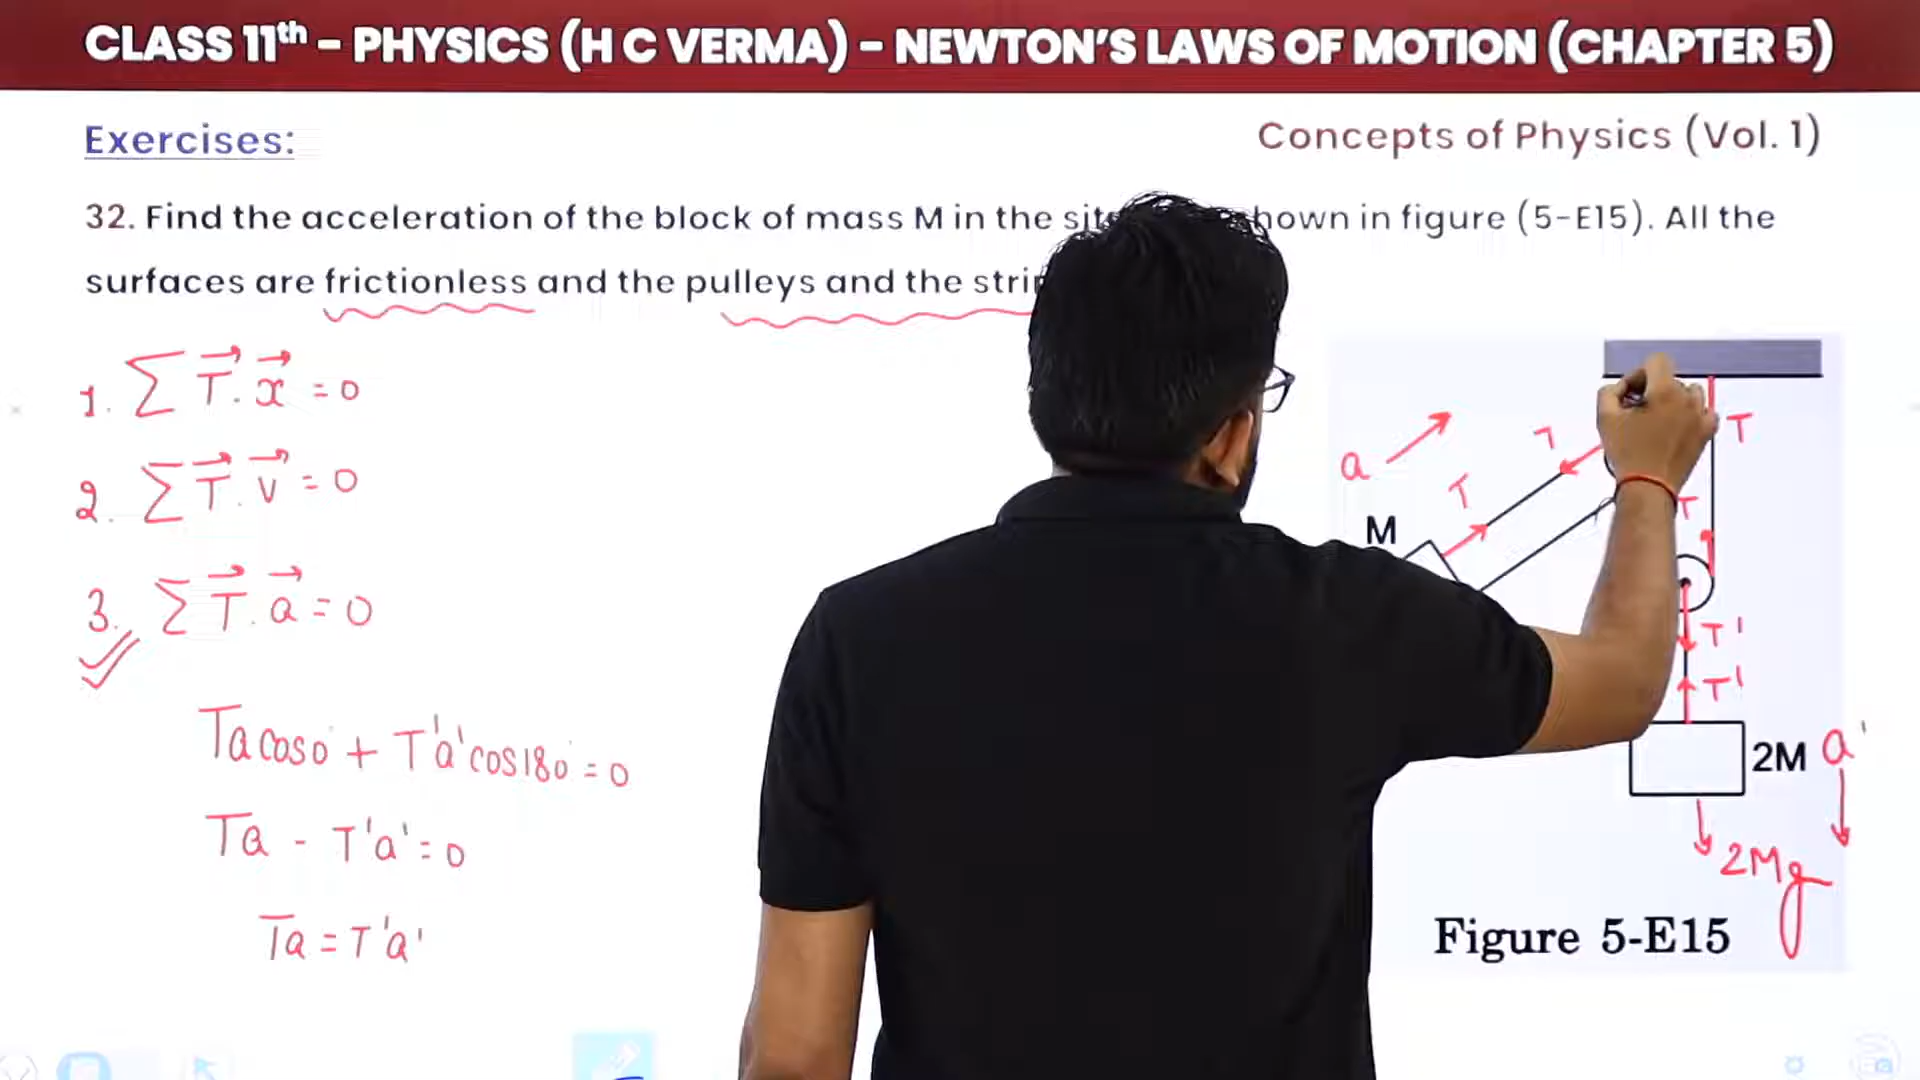 CLASS 11th – PHYSICS (H C VERMA) – NEWTON'S LAWS OF MOTION (CHAPTER 5)
Exercises:
Concepts of Physics (Vol. 1)
32. Find the acceleration of the block of mass M in the hown in figure (5-E15). All the
surfaces are frictionless and the pulleys and the
1. Σ T⃗ . x⃗ = 0
2. Σ T⃗ . v⃗ = 0
3. Σ T⃗ . a⃗ = 0
Ta cos0° + T'a' cos180° = 0
Ta - T'a' = 0
Ta = T'a'
T
T
a
T
T
M
T'
T'
2M
a'
2Mg
Figure 5-E15